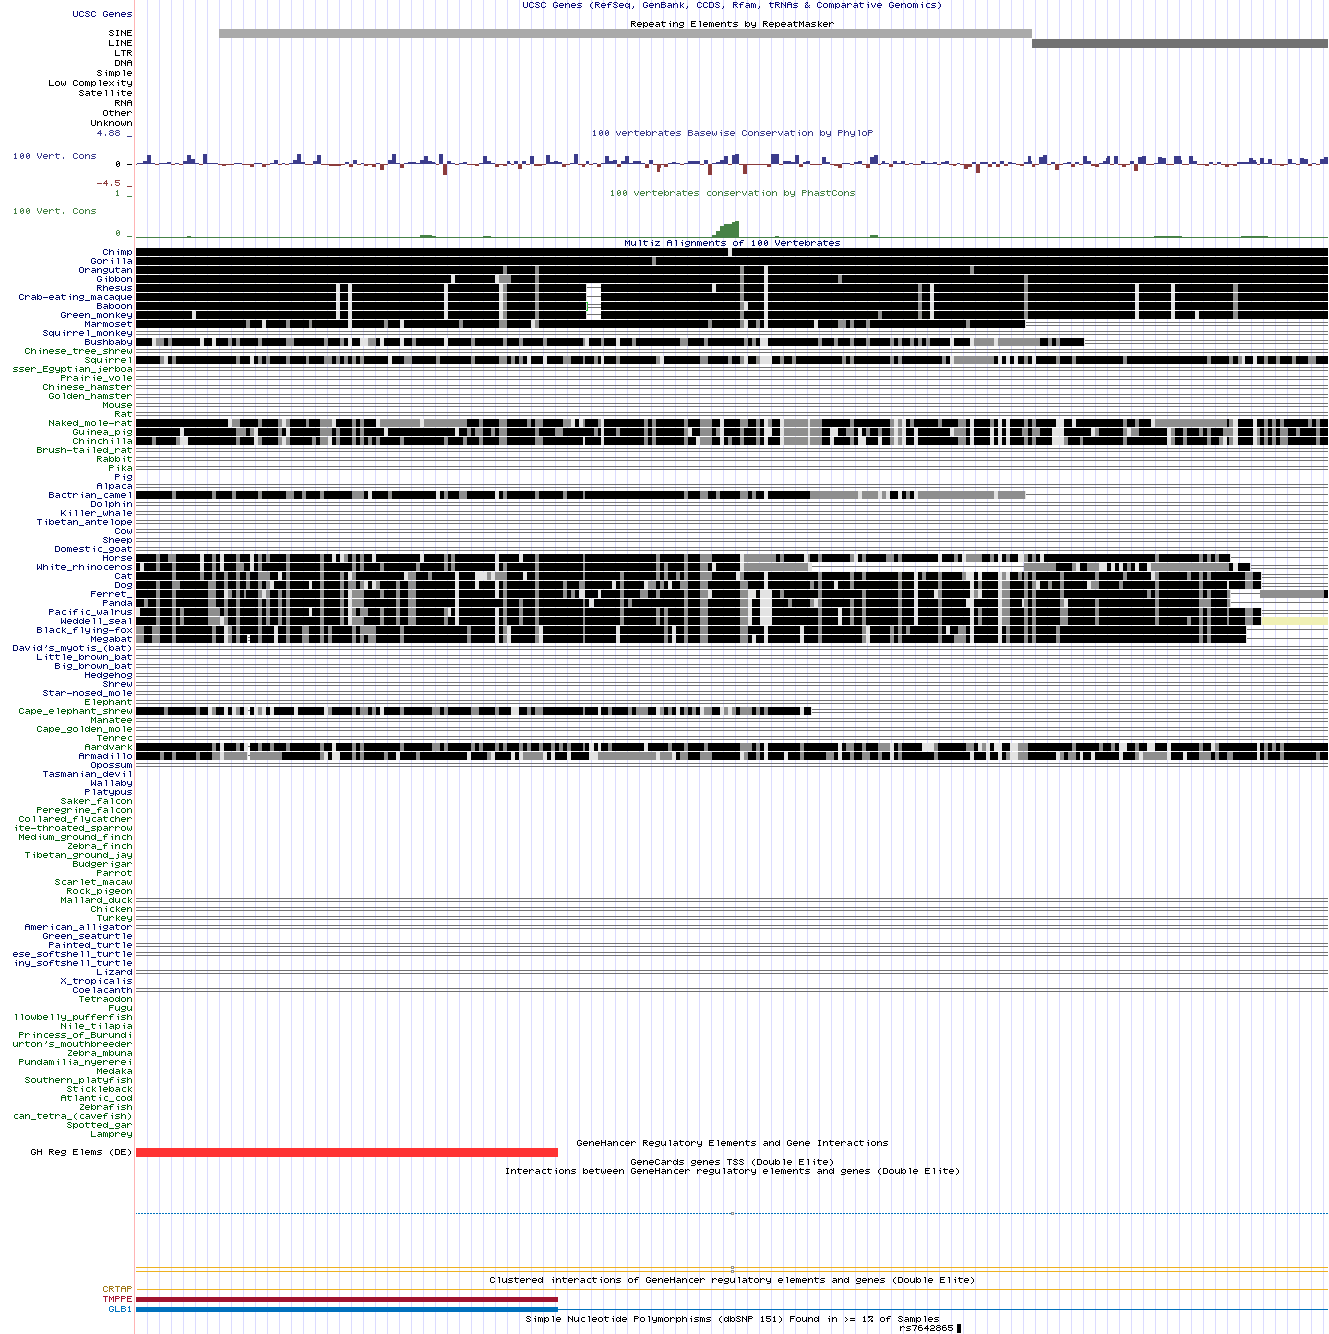 UCSC Genes (RefSeq, GenBank, CCDS, Rfam, tRNAs & Comparative Genomics)
UCSC Genes
Repeating Elements by RepeatMasker
SINE
LINE
LTR
DNA
Simple
Low Complexity
Satellite
RNA
Other
Unknown
100 vertebrates Basewise Conservation by PhyloP
4.88 _
100 Vert. Cons
0 _
-4.5 _
100 vertebrates conservation by PhastCons
1 _
100 Vert. Cons
0 _
Multiz Alignments of 100 Vertebrates
Chimp
Gorilla
Orangutan
Gibbon
Rhesus
Crab-eating_macaque
Baboon
Green_monkey
Marmoset
Squirrel_monkey
Bushbaby
Chinese_tree_shrew
Squirrel
sser_Egyptian_jerboa
Prairie_vole
Chinese_hamster
Golden_hamster
Mouse
Rat
Naked_mole-rat
Guinea_pig
Chinchilla
Brush-tailed_rat
Rabbit
Pika
Pig
Alpaca
Bactrian_camel
Dolphin
Killer_whale
Tibetan_antelope
Cow
Sheep
Domestic_goat
Horse
White_rhinoceros
Cat
Dog
Ferret_
Panda
Pacific_walrus
Weddell_seal
Black_flying-fox
Megabat
David's_myotis_(bat)
Little_brown_bat
Big_brown_bat
Hedgehog
Shrew
Star-nosed_mole
Elephant
Cape_elephant_shrew
Manatee
Cape_golden_mole
Tenrec
Aardvark
Armadillo
Opossum
Tasmanian_devil
Wallaby
Platypus
Saker_falcon
Peregrine_falcon
Collared_flycatcher
ite-throated_sparrow
Medium_ground_finch
Zebra_finch
Tibetan_ground_jay
Budgerigar
Parrot
Scarlet_macaw
Rock_pigeon
Mallard_duck
Chicken
Turkey
American_alligator
Green_seaturtle
Painted_turtle
ese_softshell_turtle
iny_softshell_turtle
Lizard
X_tropicalis
Coelacanth
Tetraodon
Fugu
llowbelly_pufferfish
Nile_tilapia
Princess_of_Burundi
urton's_mouthbreeder
Zebra_mbuna
Pundamilia_nyererei
Medaka
Southern_platyfish
Stickleback
Atlantic_cod
Zebrafish
can_tetra_(cavefish)
Spotted_gar
Lamprey
GeneHancer Regulatory Elements and Gene Interactions
GH Reg Elems (DE)
GeneCards genes TSS (Double Elite)
Interactions between GeneHancer regulatory elements and genes (Double Elite)
Clustered interactions of GeneHancer regulatory elements and genes (Double Elite)
CRTAP
TMPPE
GLB1
Simple Nucleotide Polymorphisms (dbSNP 151) Found in >= 1% of Samples
rs7642865